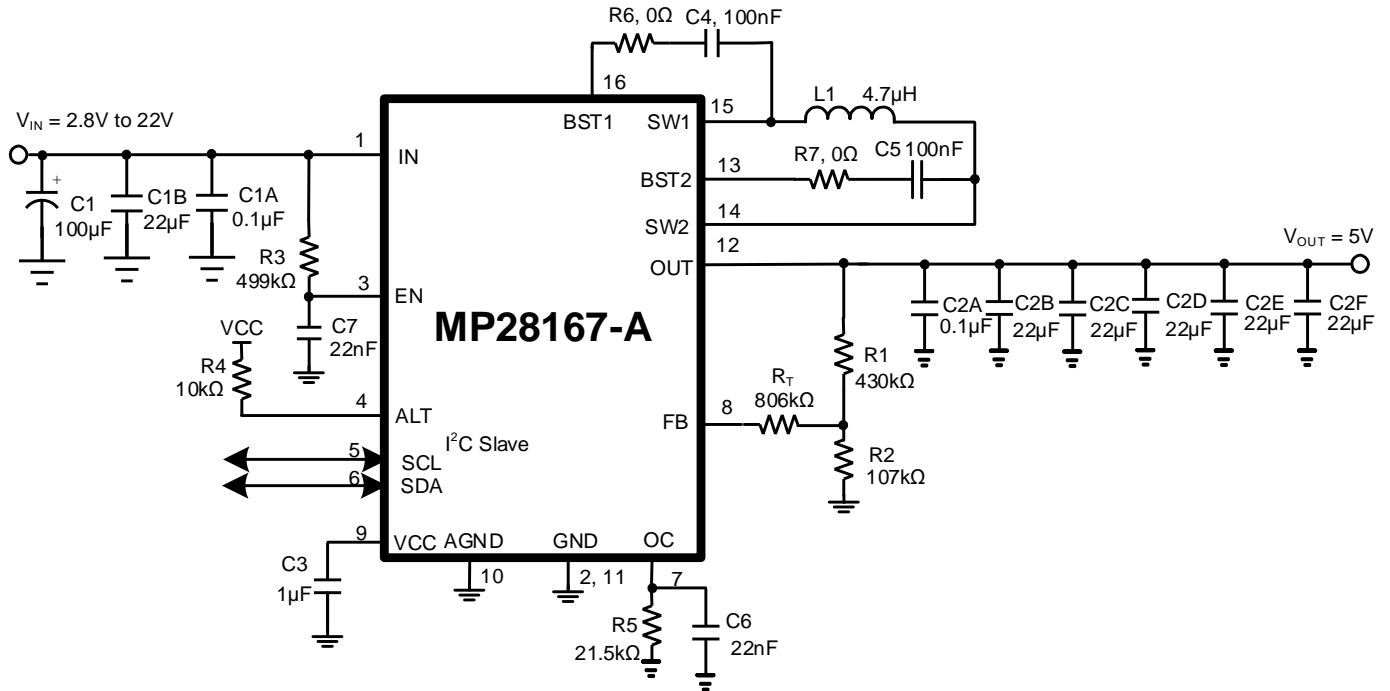 R6, 0Ω
C4, 100nF
16
15
L1
4.7µH
V_IN = 2.8V to 22V
BST1
SW1
1
IN
R7, 0Ω
C5 100nF
13
BST2
14
SW2
12
OUT
V_OUT = 5V
+
C1
100µF
C1B
22µF
C1A
0.1µF
R3
499kΩ
3
EN
C7
22nF
MP28167-A
C2A
0.1µF
C2B
22µF
C2C
22µF
C2D
22µF
C2E
22µF
C2F
22µF
VCC
R4
10kΩ
R1
430kΩ
R_T
806kΩ
4
ALT
8
FB
I²C Slave
R2
107kΩ
5
SCL
6
SDA
9
VCC
AGND
GND
OC
C3
1µF
10
2, 11
7
R5
21.5kΩ
C6
22nF